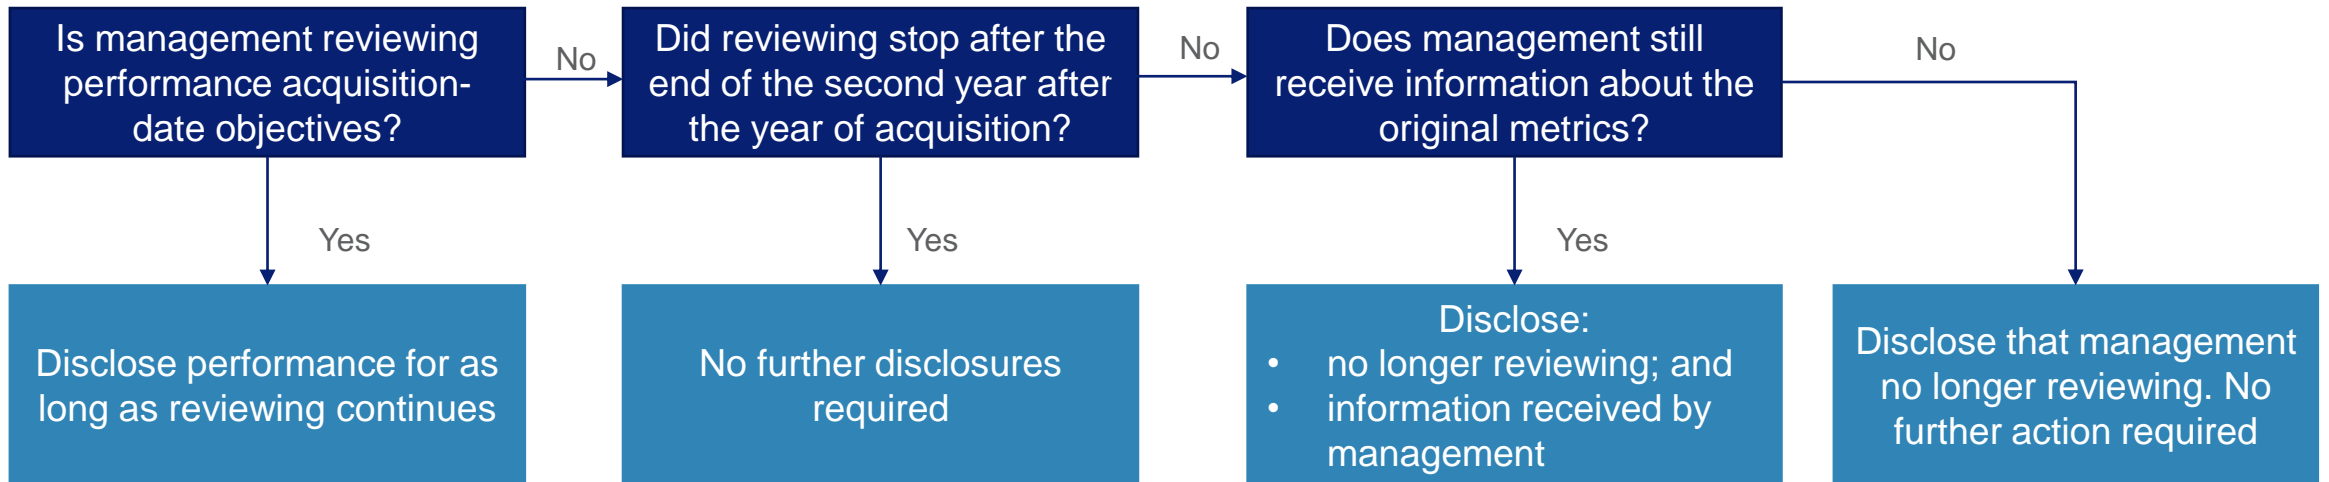 Is management reviewing
performance acquisition-
date objectives?
No
Did reviewing stop after the
end of the second year after
the year of acquisition?
No
Does management still
receive information about the
original metrics?
No
Yes
Yes
Yes
Disclose performance for as
long as reviewing continues
No further disclosures
required
Disclose:
• no longer reviewing; and
• information received by
management
Disclose that management
no longer reviewing. No
further action required